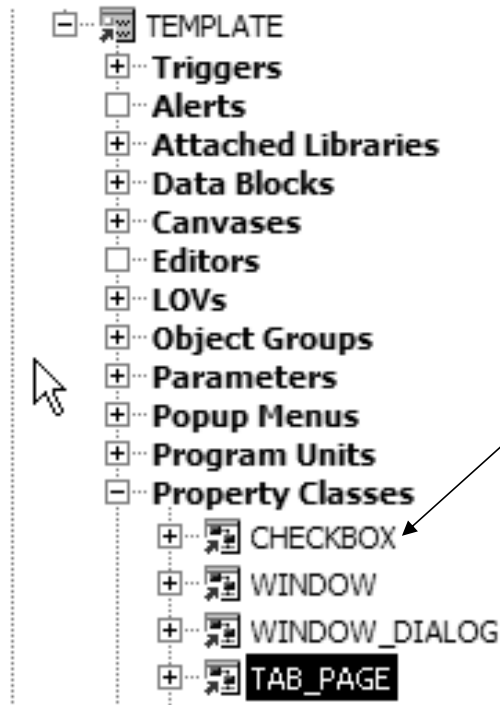 TEMPLATE
Triggers
Alerts
Attached Libraries
Data Blocks
Canvases
Editors
LOVs
Object Groups
Parameters
Popup Menus
Program Units
Property Classes
CHECKBOX
WINDOW
WINDOW_DIALOG
TAB_PAGE